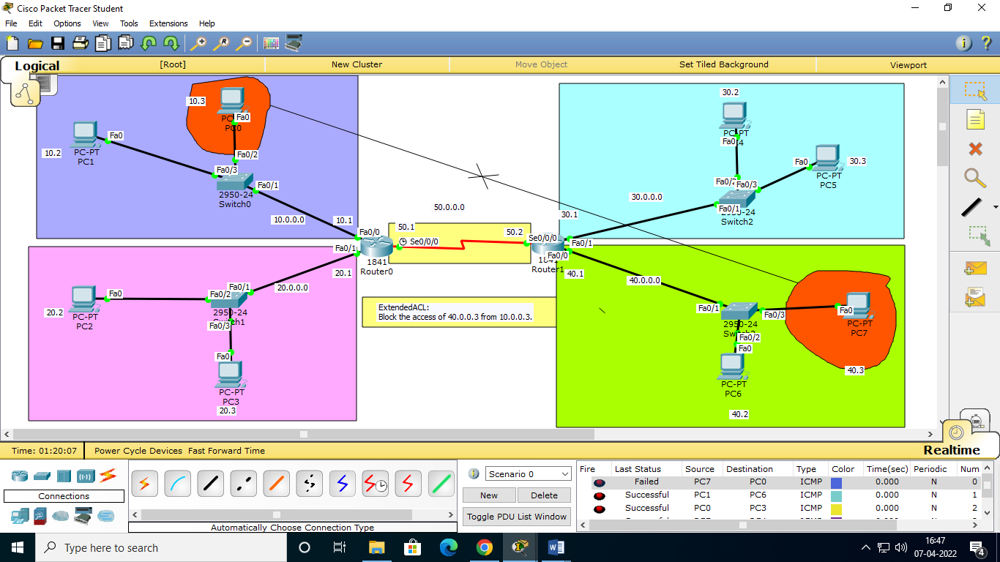 Cisco Packet Tracer Student
File Edit Options View Tools Extensions Help
Logical
[Root]
New Cluster
Move Object
Set Tiled Background
Viewport
10.3
Fa0
PC0
Fa0/2
Fa0
PC-PT
PC1
10.2
Fa0/3
Fa0/1
2950-24
Switch0
10.0.0.0
10.1
Fa0/0
50.0.0.0
50.1
50.2
Se0/0/0
Se0/0/0
1841
Router0
30.1
Fa0/1
Fa0/0
Router1
30.2
PC-PT
Fa0
Fa0
30.3
PC-PT
PC5
Fa0/3
Fa0/1
2950-24
Switch2
30.0.0.0
Fa0/1
20.1
20.0.0.0
Fa0
20.2
PC-PT
PC2
Fa0/2
Fa0/1
2950-24
Fa0/3
Fa0
PC-PT
PC3
20.3
ExtendedACL:
Block the access of 40.0.0.3 from 10.0.0.3.
40.1
40.0.0.0
Fa0/1
2950-24
Fa0/3
Fa0/2
Fa0
PC-PT
PC6
40.2
Fa0
PC-PT
PC7
40.3
Time: 01:20:07
Power Cycle Devices Fast Forward Time
Realtime
Connections
Automatically Choose Connection Type
Scenario 0
New
Delete
Toggle PDU List Window
Fire Last Status Source Destination Type Color Time(sec) Periodic Num
Failed PC7 PC0 ICMP 0.000 N 0
Successful PC1 PC6 ICMP 0.000 N 1
Successful PC0 PC3 ICMP 0.000 N 2
Type here to search
16:47
07-04-2022
4